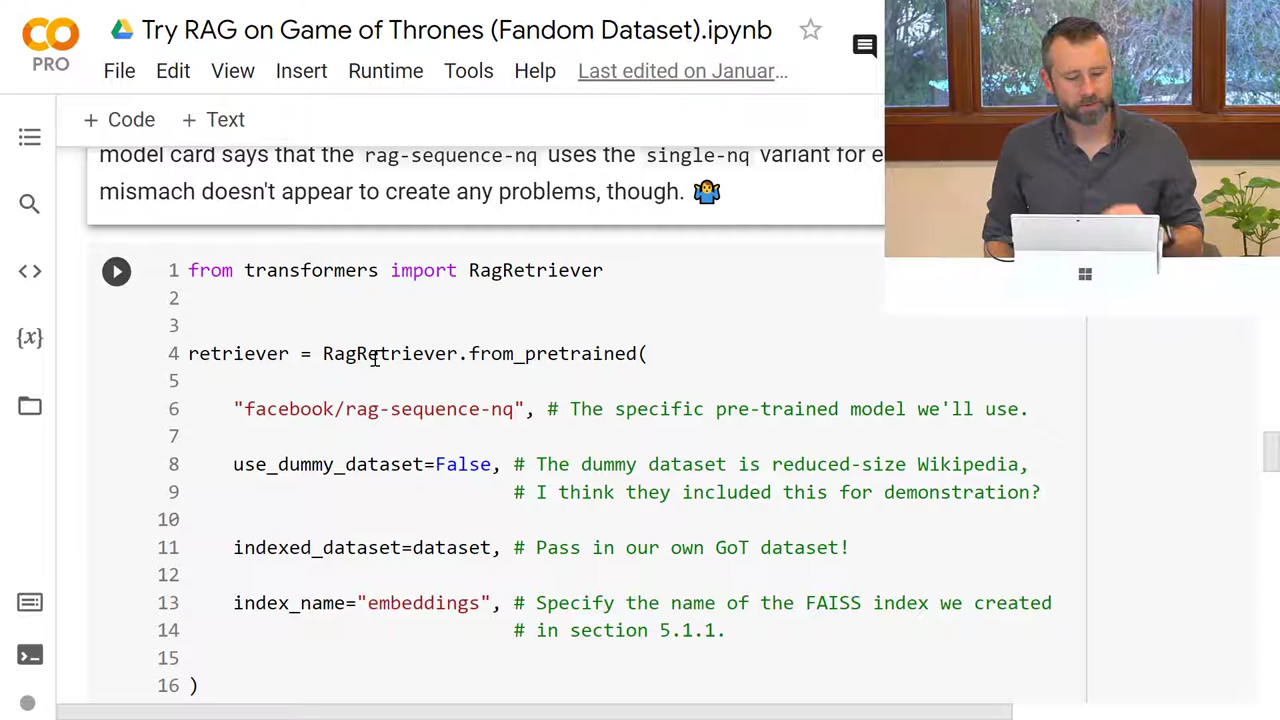 CO
PRO
Try RAG on Game of Thrones (Fandom Dataset).ipynb
File Edit View Insert Runtime Tools Help Last edited on Januar…
+ Code + Text
model card says that the rag-sequence-nq uses the single-nq variant for e
mismach doesn't appear to create any problems, though. 🤷‍♂️
1 from transformers import RagRetriever
2
3
4 retriever = RagRetriever.from_pretrained(
5
6 "facebook/rag-sequence-nq", # The specific pre-trained model we'll use.
7
8 use_dummy_dataset=False, # The dummy dataset is reduced-size Wikipedia,
9 # I think they included this for demonstration?
10
11 indexed_dataset=dataset, # Pass in our own GoT dataset!
12
13 index_name="embeddings", # Specify the name of the FAISS index we created
14 # in section 5.1.1.
15
16 )
{x}